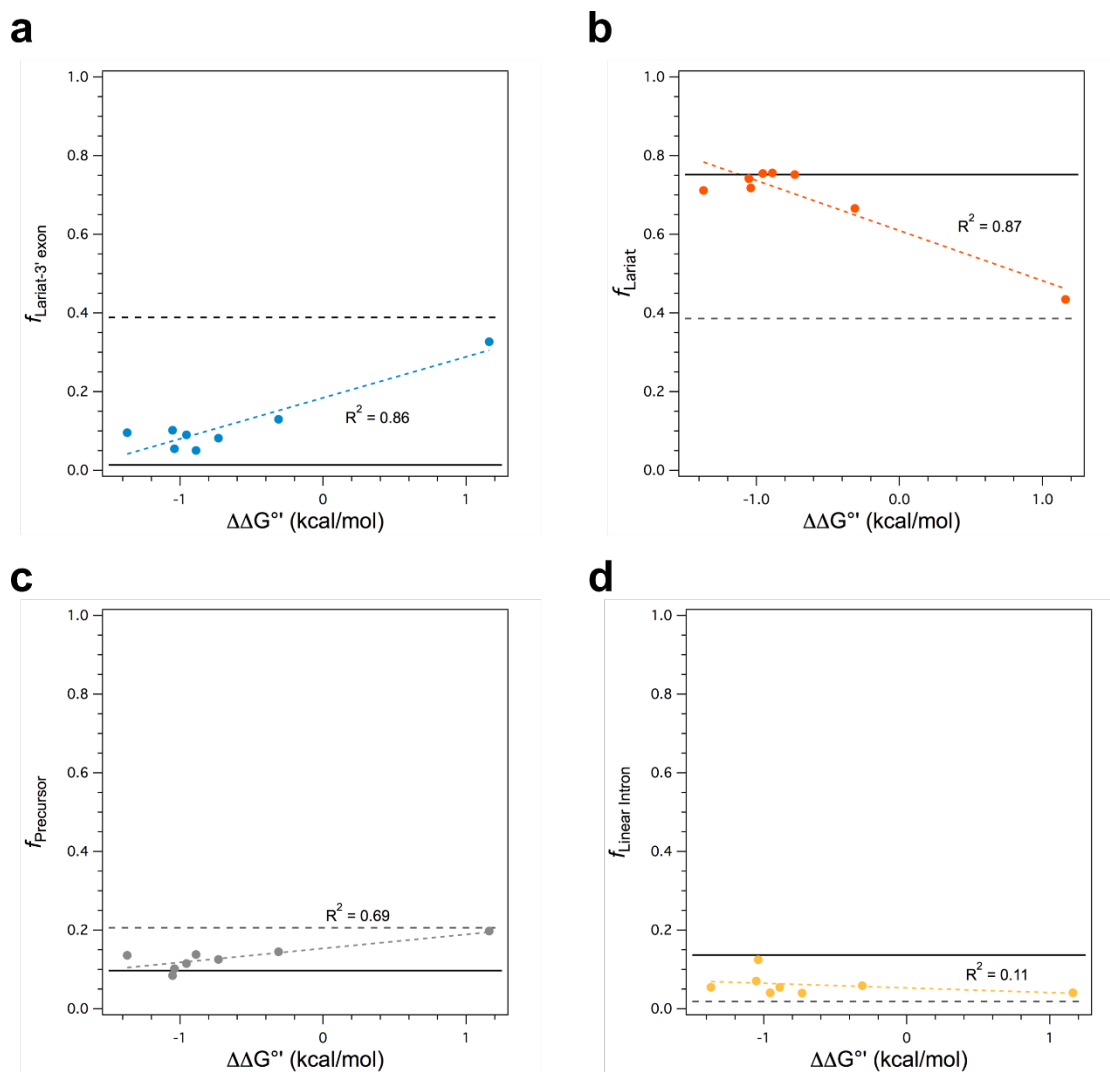 a
1.0
0.8
0.6
0.4
0.2
0.0
fLariat-3' exon
R² = 0.86
-1 0 1
ΔΔG°' (kcal/mol)
b
1.0
0.8
0.6
0.4
0.2
0.0
fLariat
R² = 0.87
-1.0 0.0 1.0
ΔΔG°' (kcal/mol)
c
1.0
0.8
0.6
0.4
0.2
0.0
fPrecursor
R² = 0.69
-1 0 1
ΔΔG°' (kcal/mol)
d
1.0
0.8
0.6
0.4
0.2
0.0
fLinear Intron
R² = 0.11
-1 0 1
ΔΔG°' (kcal/mol)